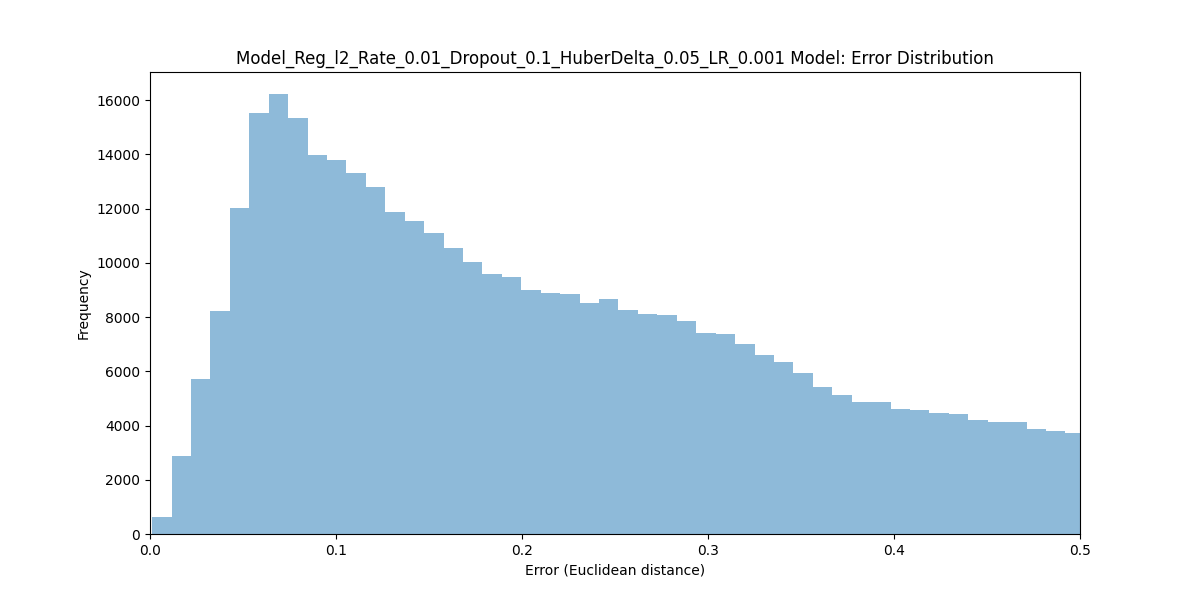 Model_Reg_l2_Rate_0.01_Dropout_0.1_HuberDelta_0.05_LR_0.001 Model: Error Distribution
16000
14000
12000
10000
8000
6000
4000
2000
0
Frequency
0.0 0.1 0.2 0.3 0.4 0.5
Error (Euclidean distance)